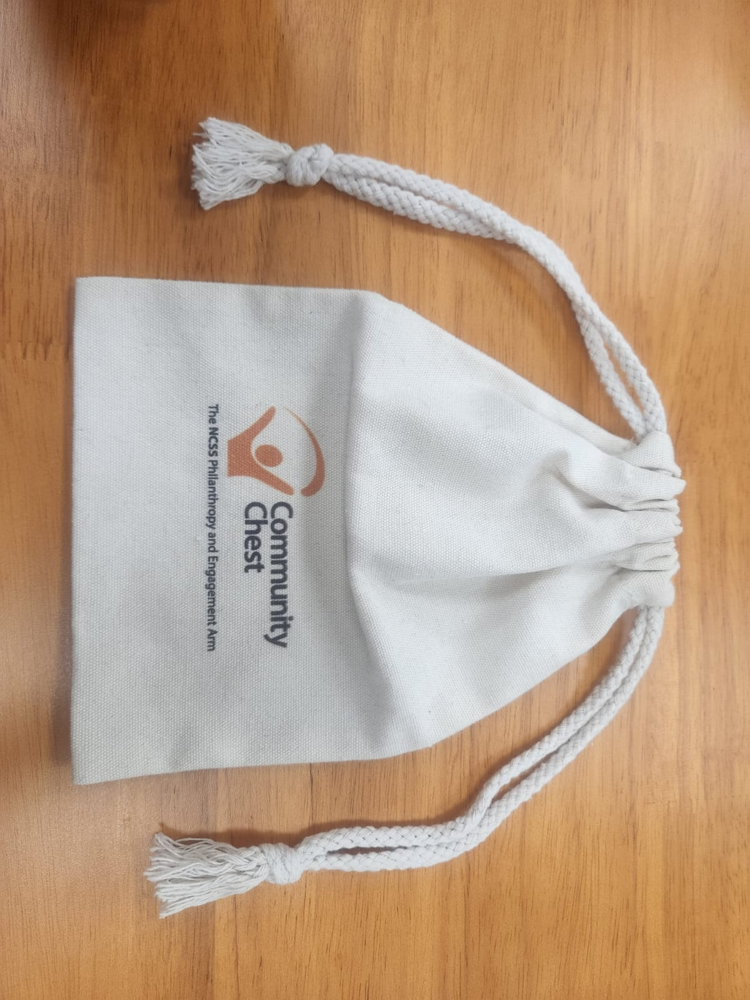 Community
Chest
The NCSS Philanthropy and Engagement Arm